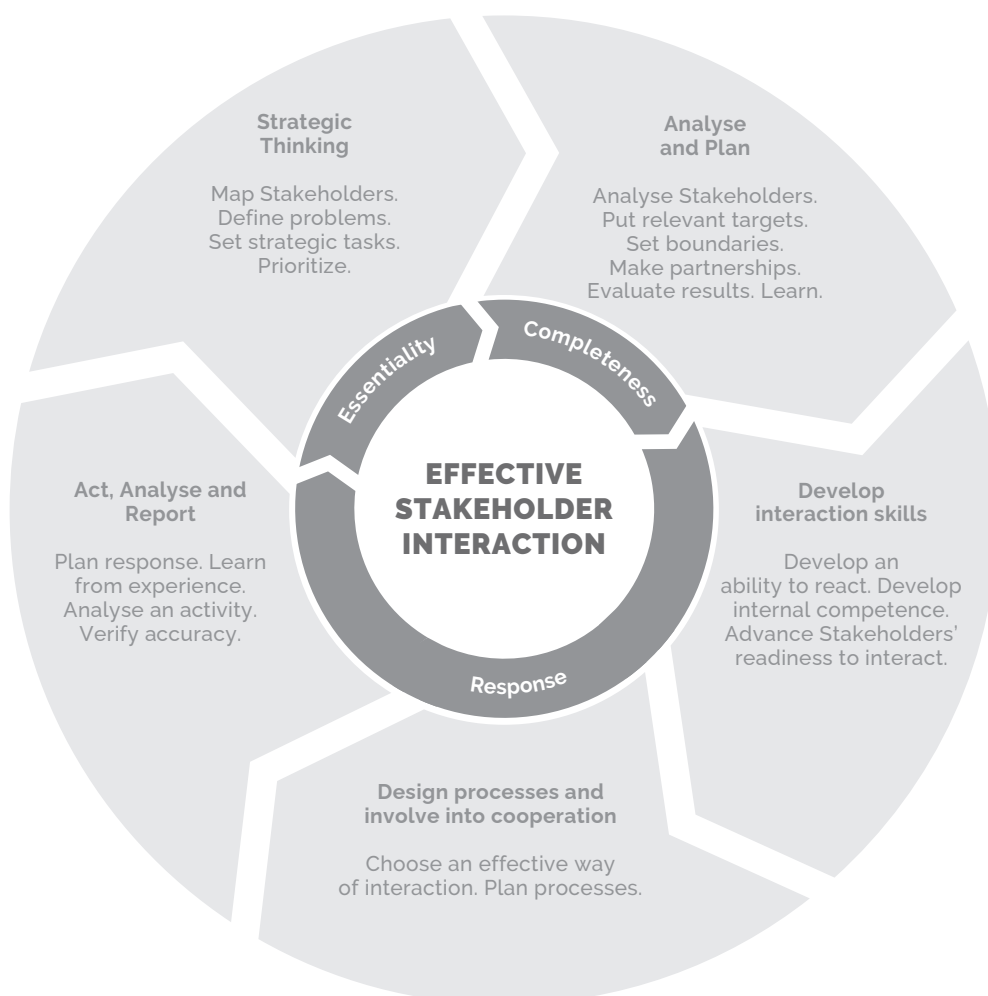 Strategic
Thinking
Map Stakeholders.
Define problems.
Set strategic tasks.
Prioritize.
Analyse
and Plan
Analyse Stakeholders.
Put relevant targets.
Set boundaries.
Make partnerships.
Evaluate results. Learn.
Essentiality
Completeness
EFFECTIVE
STAKEHOLDER
INTERACTION
Response
Act, Analyse and
Report
Plan response. Learn
from experience.
Analyse an activity.
Verify accuracy.
Develop
interaction skills
Develop an
ability to react. Develop
internal competence.
Advance Stakeholders’
readiness to interact.
Design processes and
involve into cooperation
Choose an effective way
of interaction. Plan processes.